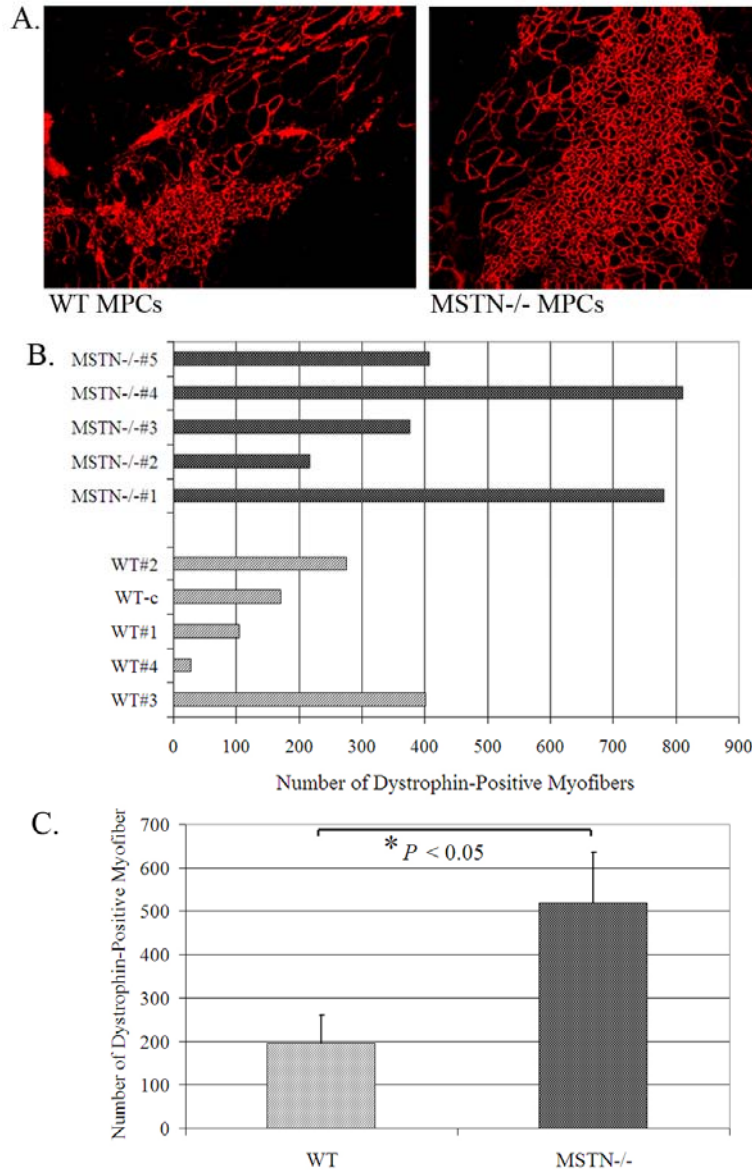 A.
WT MPCs
MSTN-/- MPCs
B.
MSTN-/-#5
MSTN-/-#4
MSTN-/-#3
MSTN-/-#2
MSTN-/-#1
WT#2
WT-c
WT#1
WT#4
WT#3
0 100 200 300 400 500 600 700 800 900
Number of Dystrophin-Positive Myofibers
C.
Number of Dystrophin-Positive Myofiber
700
600
500
400
300
200
100
0
* P < 0.05
WT
MSTN-/-